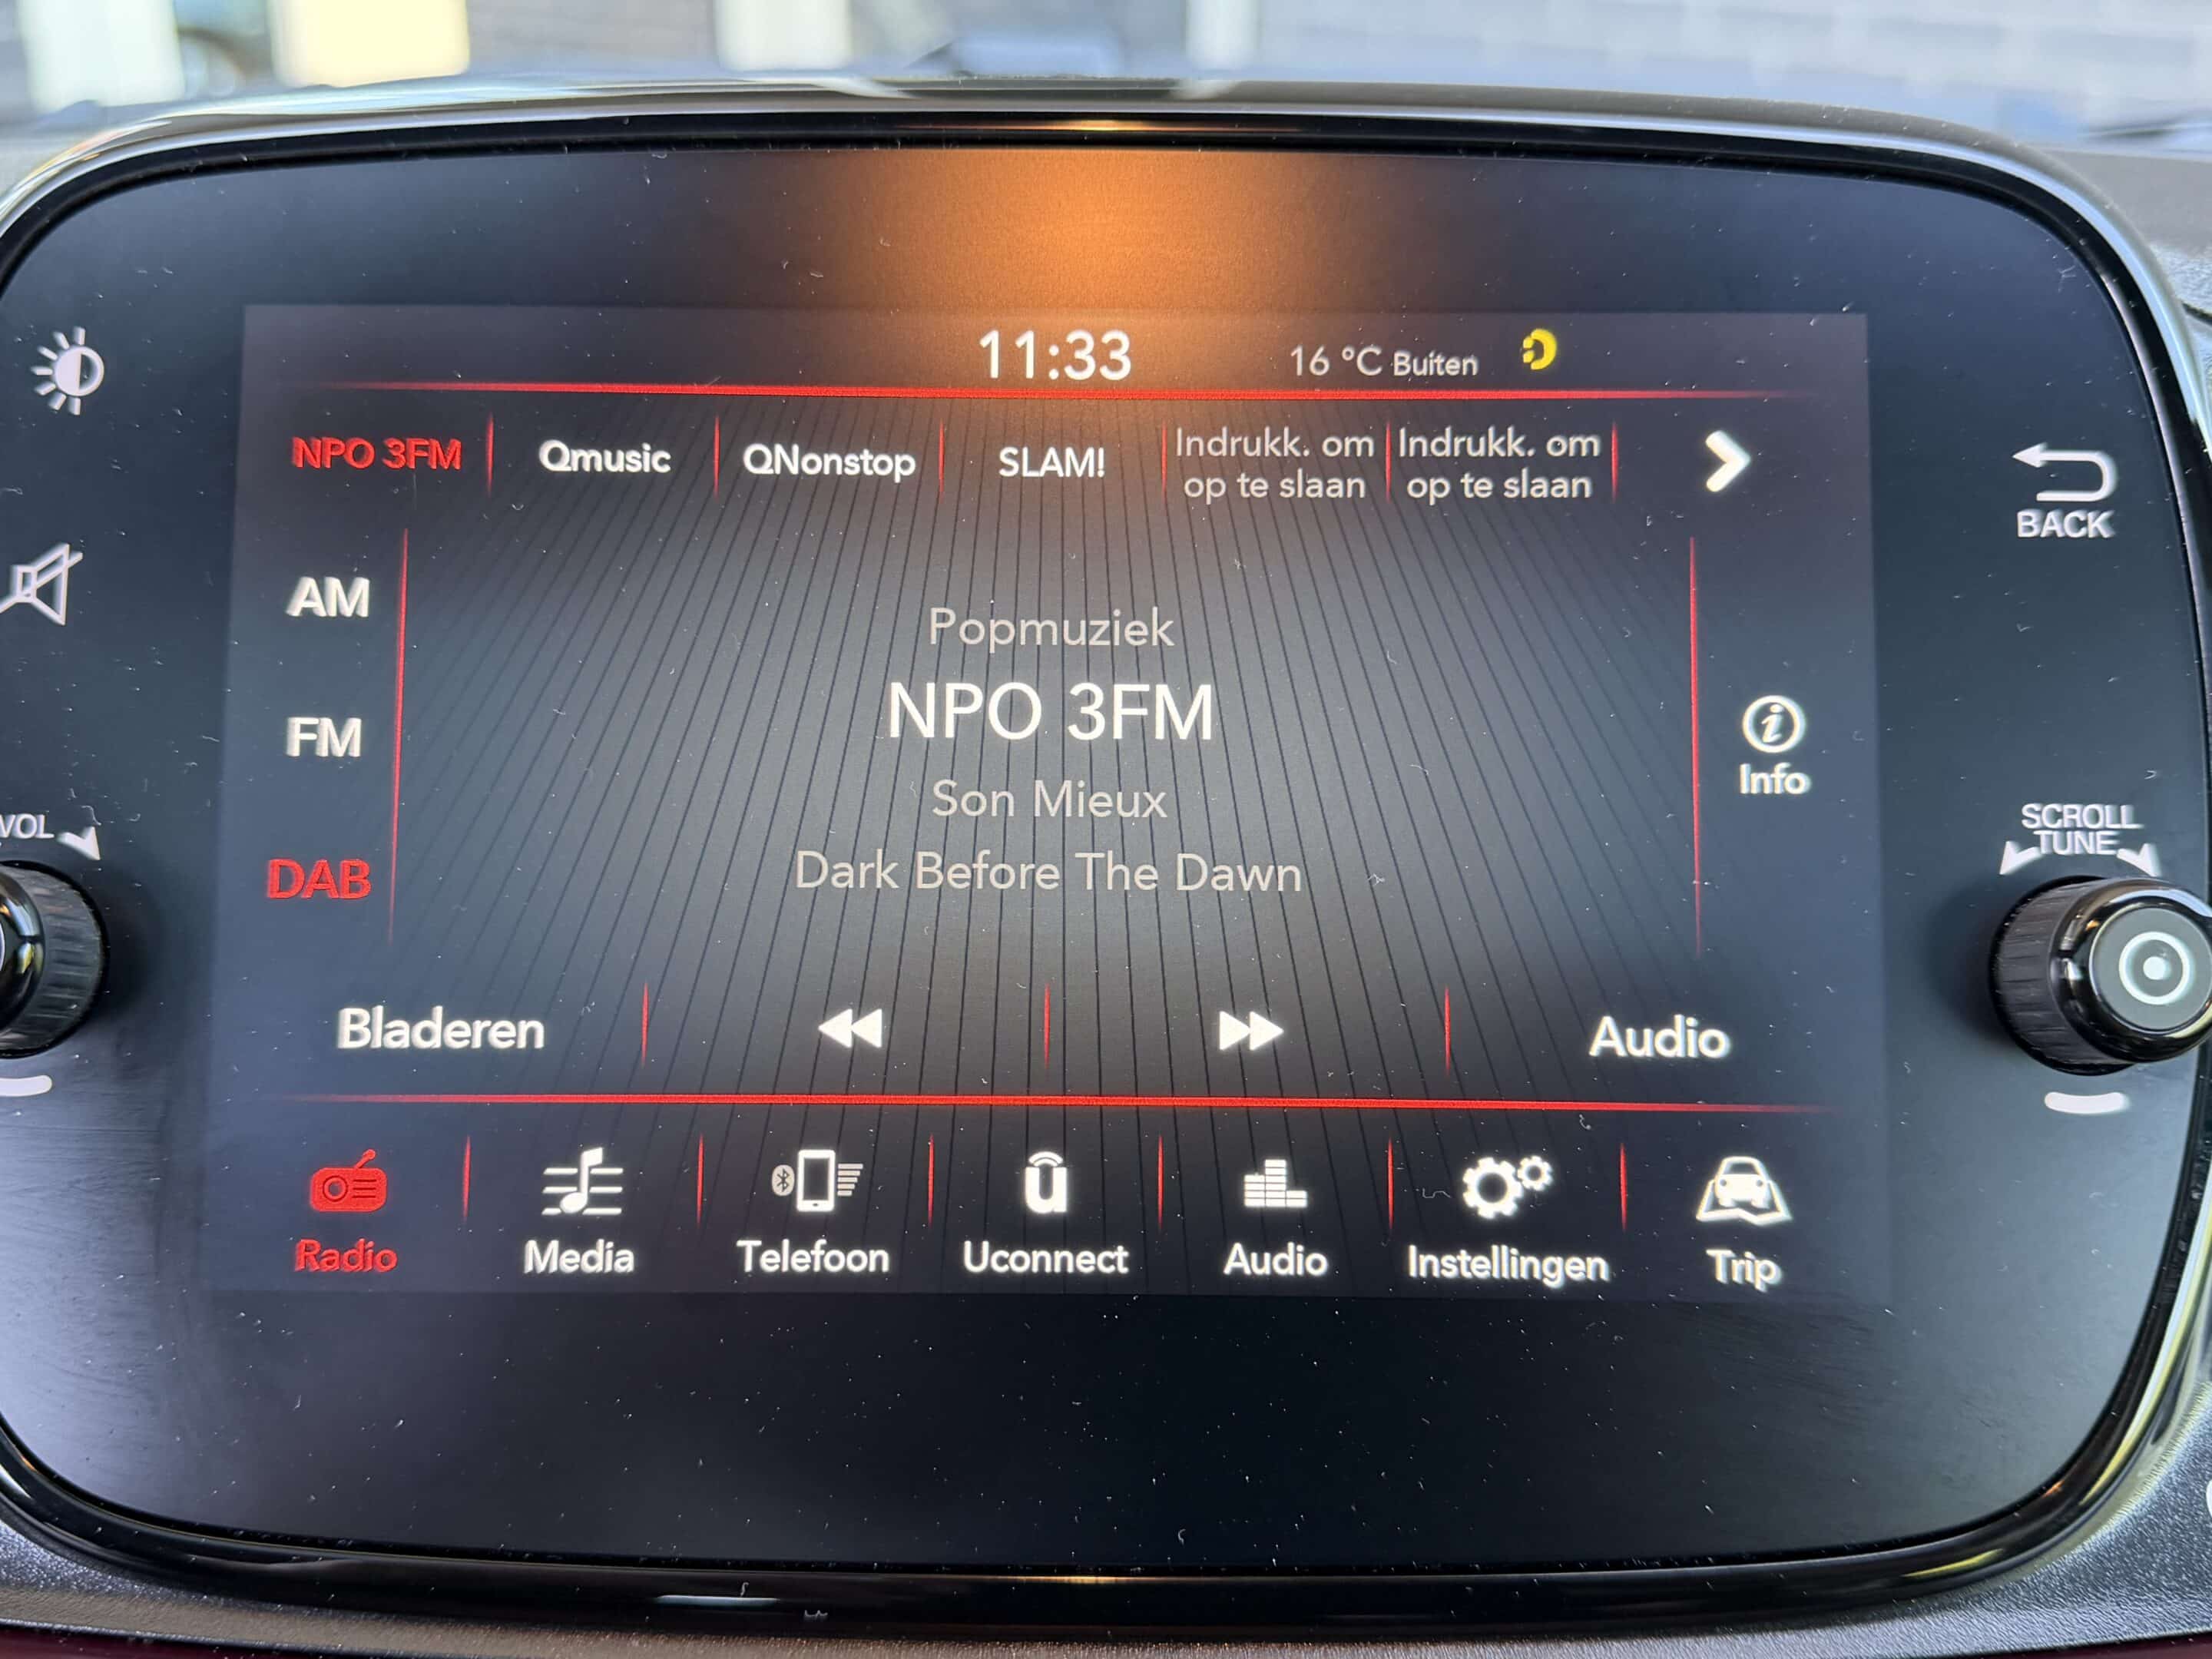 11:33
16 °C Buiten
NPO 3FM
Qmusic
QNonstop
SLAM!
Indrukk. om
op te slaan
Indrukk. om
op te slaan
BACK
AM
FM
DAB
Popmuziek
NPO 3FM
Son Mieux
Dark Before The Dawn
Info
VOL
SCROLL
TUNE
Bladeren
Audio
Radio
Media
Telefoon
Uconnect
Audio
Instellingen
Trip